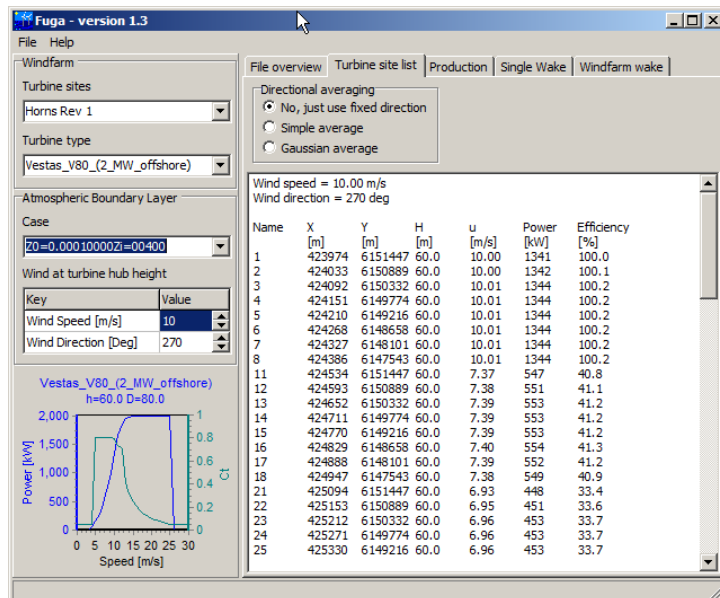 Fuga - version 1.3
File Help
Windfarm
Turbine sites
Horns Rev 1
Turbine type
Vestas_V80_(2_MW_offshore)
Atmospheric Boundary Layer
Case
Z0=0.00010000Zi=00400
Wind at turbine hub height
Key Value
Wind Speed [m/s] 10
Wind Direction [Deg] 270
Vestas_V80_(2_MW_offshore)
h=60.0 D=80.0
Power [kW]
2,000
1,500
1,000
500
0
1
0.8
0.6
0.4
0.2
0
Ct
0 5 10 15 20 25 30
Speed [m/s]
File overview Turbine site list Production Single Wake Windfarm wake
Directional averaging
No, just use fixed direction
Simple average
Gaussian average
Wind speed = 10.00 m/s
Wind direction = 270 deg
Name X Y H u Power Efficiency
[m] [m] [m] [m/s] [kW] [%]
1 423974 6151447 60.0 10.00 1341 100.0
2 424033 6150889 60.0 10.00 1342 100.1
3 424092 6150332 60.0 10.01 1344 100.2
4 424151 6149774 60.0 10.01 1344 100.2
5 424210 6149216 60.0 10.01 1344 100.2
6 424268 6148658 60.0 10.01 1344 100.2
7 424327 6148101 60.0 10.01 1344 100.2
8 424386 6147543 60.0 10.01 1344 100.2
11 424534 6151447 60.0 7.37 547 40.8
12 424593 6150889 60.0 7.38 551 41.1
13 424652 6150332 60.0 7.39 553 41.2
14 424711 6149774 60.0 7.39 553 41.2
15 424770 6149216 60.0 7.39 553 41.2
16 424829 6148658 60.0 7.40 554 41.3
17 424888 6148101 60.0 7.39 552 41.2
18 424947 6147543 60.0 7.38 549 40.9
21 425094 6151447 60.0 6.93 448 33.4
22 425153 6150889 60.0 6.95 451 33.6
23 425212 6150332 60.0 6.96 453 33.7
24 425271 6149774 60.0 6.96 453 33.7
25 425330 6149216 60.0 6.96 453 33.7